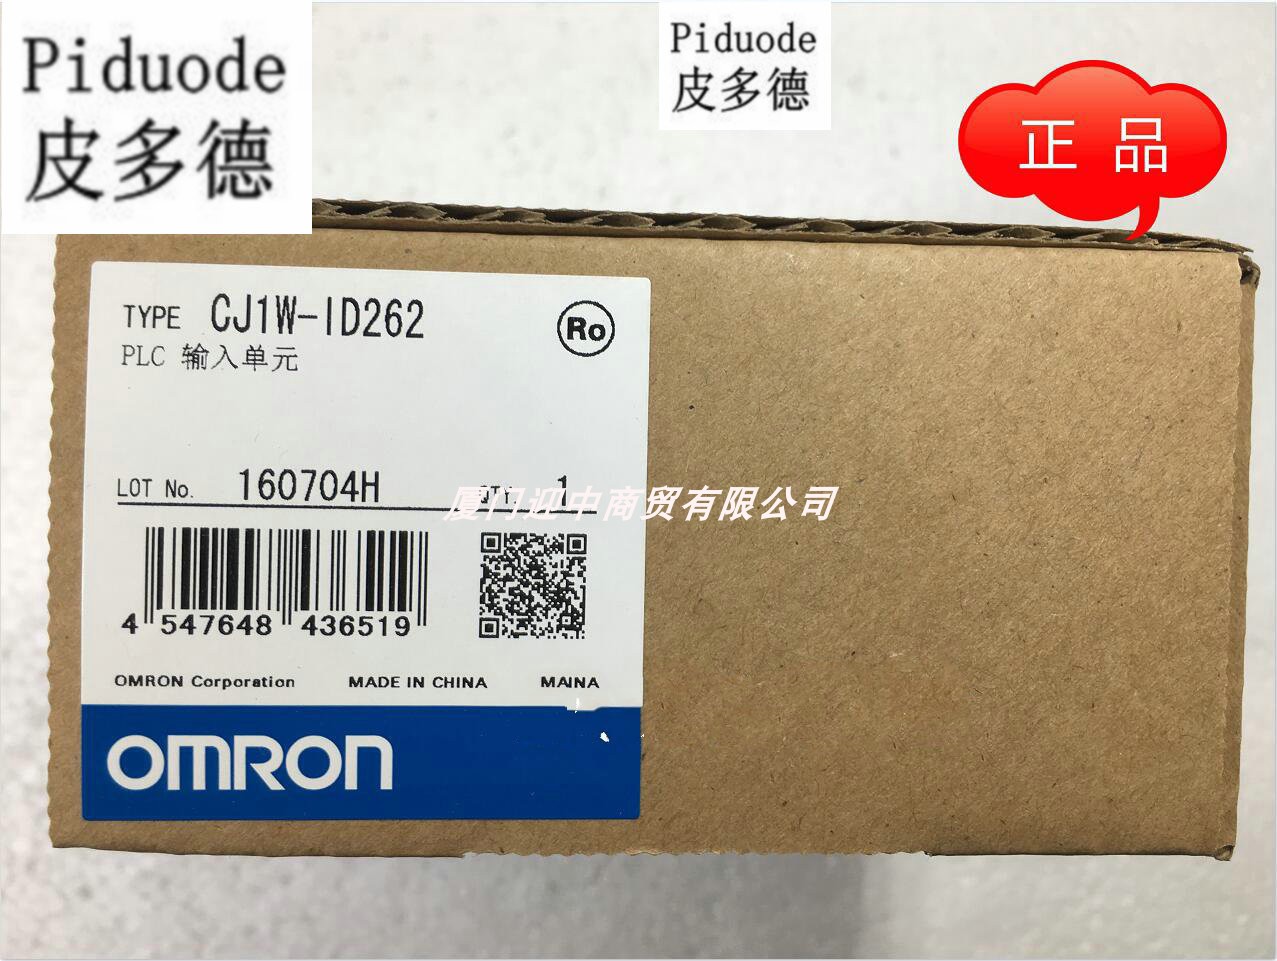 Piduode
皮多德
Piduode
皮多德
正品
TYPE CJ1W-ID262
Ro
PLC 输入单元
LOT No. 160704H QTY. 1
厦门迎中商贸有限公司
4 547648 436519
OMRON Corporation MADE IN CHINA MAINA
OMRON